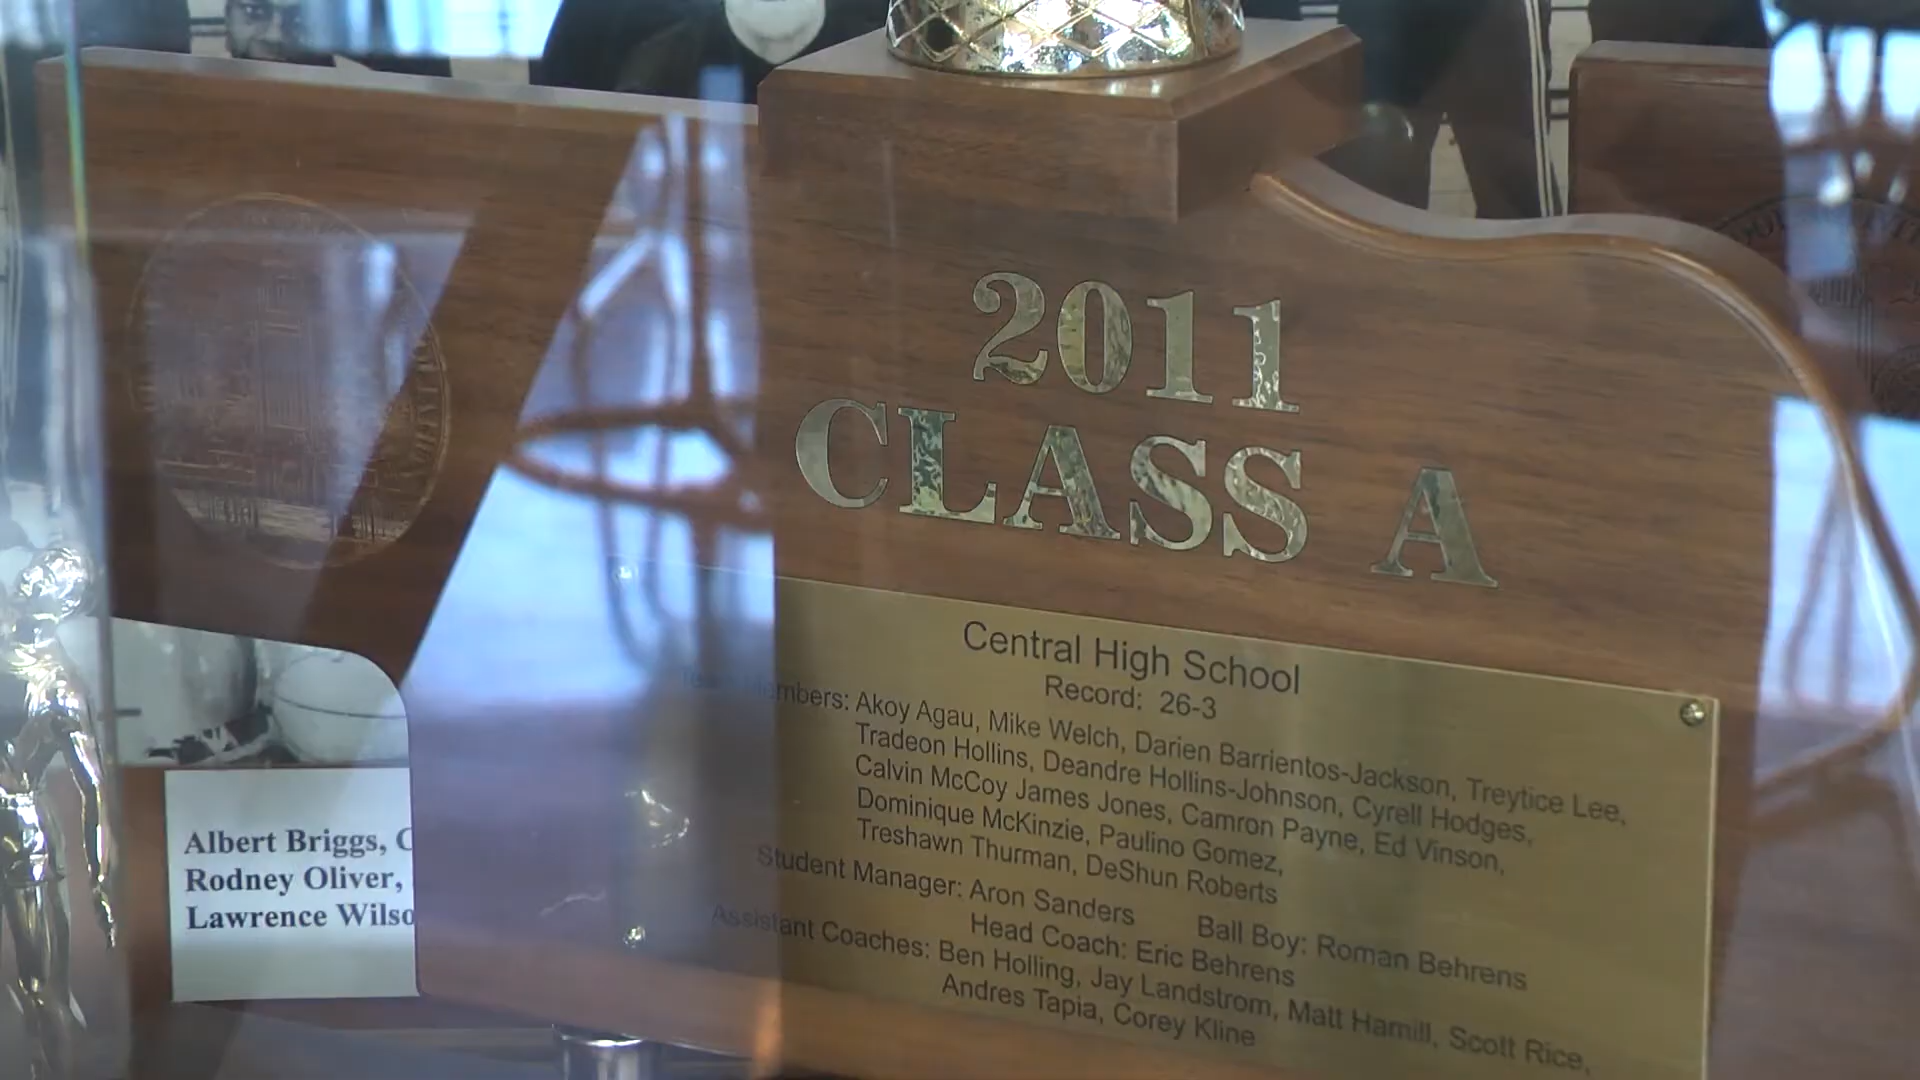 2011
CLASS A
Central High School
Record: 26-3
Team Members: Akoy Agau, Mike Welch, Darien Barrientos-Jackson, Treytice Lee,
Tradeon Hollins, Deandre Hollins-Johnson, Cyrell Hodges,
Calvin McCoy James Jones, Camron Payne, Ed Vinson,
Dominique McKinzie, Paulino Gomez,
Treshawn Thurman, DeShun Roberts
Student Manager: Aron Sanders Ball Boy: Roman Behrens
Head Coach: Eric Behrens
Assistant Coaches: Ben Holling, Jay Landstrom, Matt Hamill, Scott Rice,
Andres Tapia, Corey Kline
Albert Briggs, C
Rodney Oliver,
Lawrence Wilso